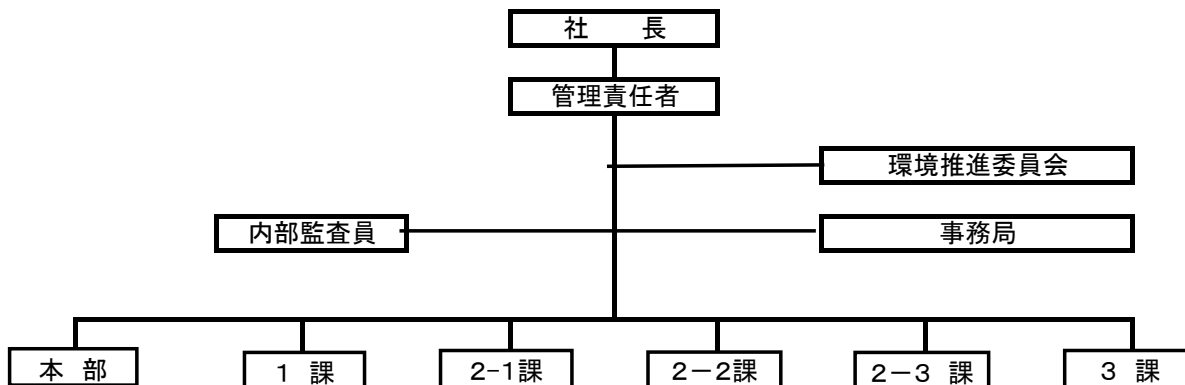 社　　長
管理責任者
環境推進委員会
内部監査員
事務局
本　部
１　課
2-1課
２－２課
２－３ 課
３　課